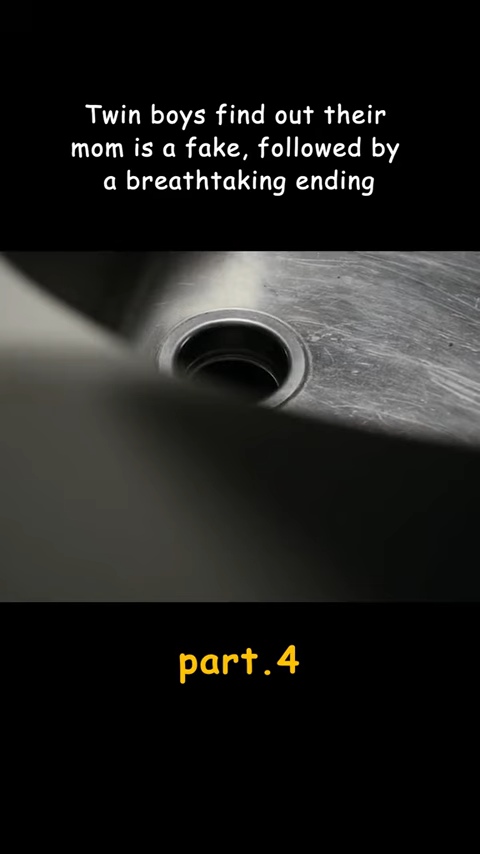 Twin boys find out their
mom is a fake, followed by
a breathtaking ending
part.4